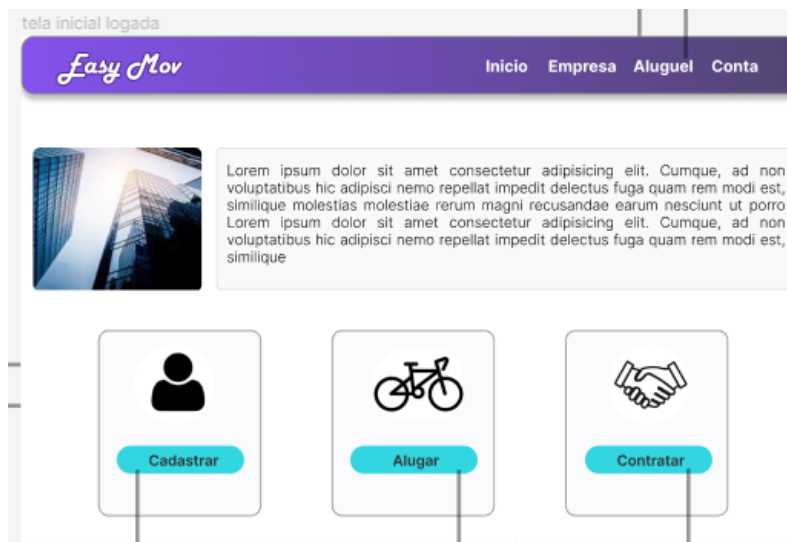 tela inicial logada
Easy Mov
Inicio Empresa Aluguel Conta
Lorem ipsum dolor sit amet consectetur adipisicing elit. Cumque, ad non
voluptatibus hic adipisci nemo repellat impedit delectus fuga quam rem modi est,
similique molestias molestiae rerum magni recusandae earum nesciunt ut porro
Lorem ipsum dolor sit amet consectetur adipisicing elit. Cumque, ad non
voluptatibus hic adipisci nemo repellat impedit delectus fuga quam rem modi est,
similique
Cadastrar Alugar Contratar